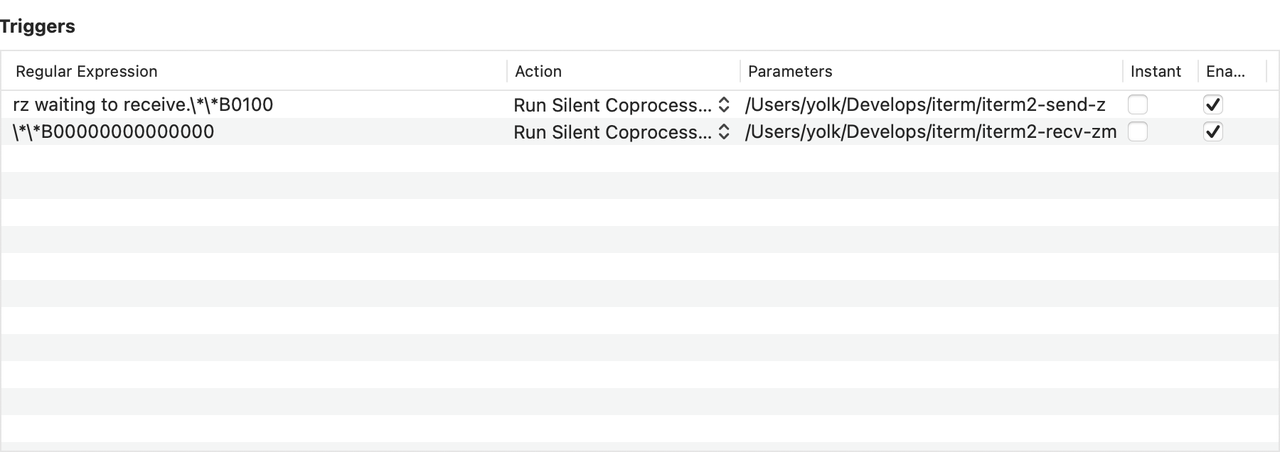 Triggers
Regular Expression Action Parameters Instant Ena...
rz waiting to receive.\*\*B0100 Run Silent Coprocess... /Users/yolk/Develops/iterm/iterm2-send-z
\*\*B00000000000000 Run Silent Coprocess... /Users/yolk/Develops/iterm/iterm2-recv-zm